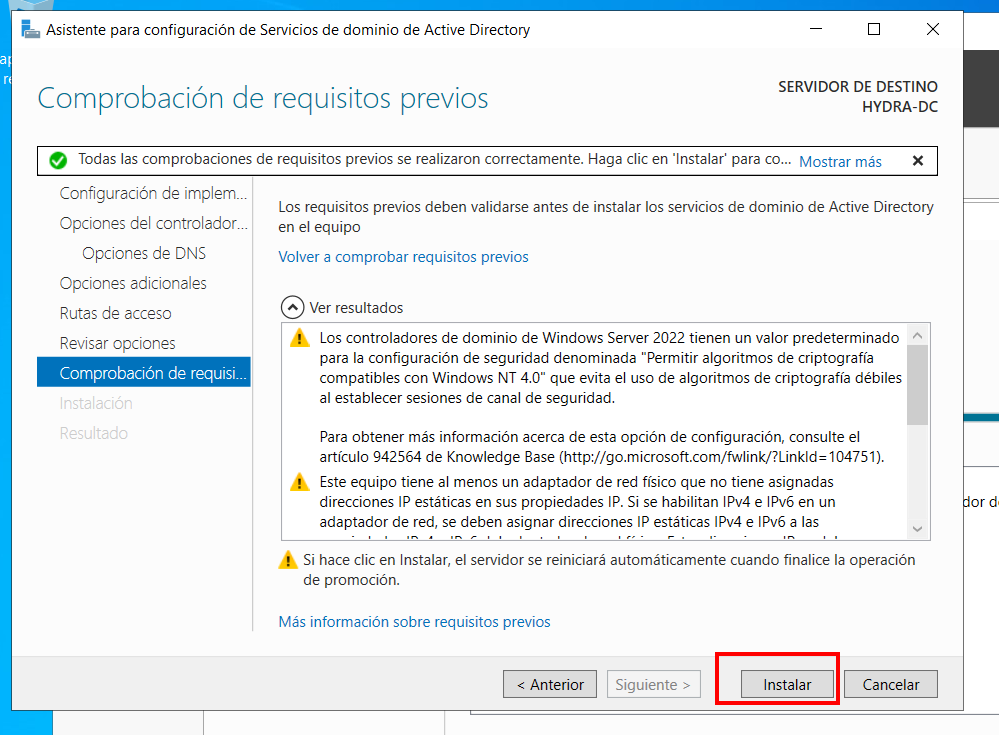 Asistente para configuración de Servicios de dominio de Active Directory
Comprobación de requisitos previos
SERVIDOR DE DESTINO
HYDRA-DC
Todas las comprobaciones de requisitos previos se realizaron correctamente. Haga clic en 'Instalar' para co... Mostrar más
Configuración de implem...
Opciones del controlador...
Opciones de DNS
Opciones adicionales
Rutas de acceso
Revisar opciones
Comprobación de requisi...
Instalación
Resultado
Los requisitos previos deben validarse antes de instalar los servicios de dominio de Active Directory
en el equipo
Volver a comprobar requisitos previos
Ver resultados
Los controladores de dominio de Windows Server 2022 tienen un valor predeterminado
para la configuración de seguridad denominada "Permitir algoritmos de criptografía
compatibles con Windows NT 4.0" que evita el uso de algoritmos de criptografía débiles
al establecer sesiones de canal de seguridad.
Para obtener más información acerca de esta opción de configuración, consulte el
artículo 942564 de Knowledge Base (http://go.microsoft.com/fwlink/?LinkId=104751).
Este equipo tiene al menos un adaptador de red físico que no tiene asignadas
direcciones IP estáticas en sus propiedades IP. Si se habilitan IPv4 e IPv6 en un
adaptador de red, se deben asignar direcciones IP estáticas IPv4 e IPv6 a las
Si hace clic en Instalar, el servidor se reiniciará automáticamente cuando finalice la operación
de promoción.
Más información sobre requisitos previos
< Anterior
Siguiente >
Instalar
Cancelar